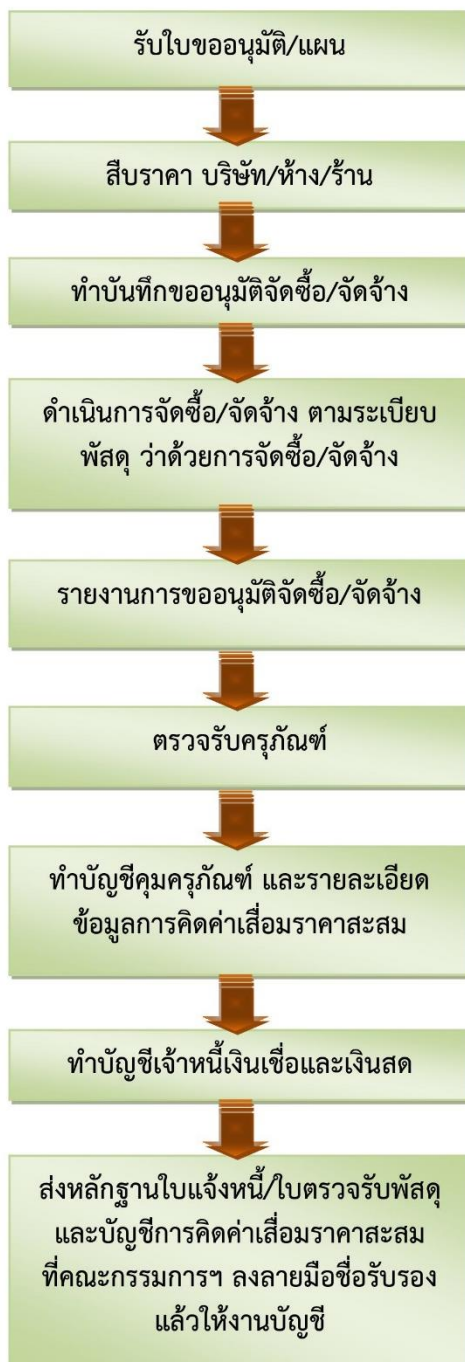 รับใบขออนุมัติ/แผน
สืบราคา บริษัท/ห้าง/ร้าน
ทำบันทึกขออนุมัติจัดซื้อ/จัดจ้าง
ดำเนินการจัดซื้อ/จัดจ้าง ตามระเบียบ
พัสดุ ว่าด้วยการจัดซื้อ/จัดจ้าง
รายงานการขออนุมัติจัดซื้อ/จัดจ้าง
ตรวจรับครุภัณฑ์
ทำบัญชีคุมครุภัณฑ์ และรายละเอียด
ข้อมูลการคิดค่าเสื่อมราคาสะสม
ทำบัญชีเจ้าหนี้เงินเชื่อและเงินสด
ส่งหลักฐานใบแจ้งหนี้/ใบตรวจรับพัสดุ
และบัญชีการคิดค่าเสื่อมราคาสะสม
ที่คณะกรรมการฯ ลงลายมือชื่อรับรอง
แล้วให้งานบัญชี